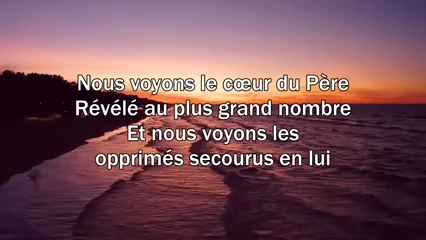 Nous voyons le cœur du Père
Révélé au plus grand nombre
Et nous voyons les
opprimés secourus en lui